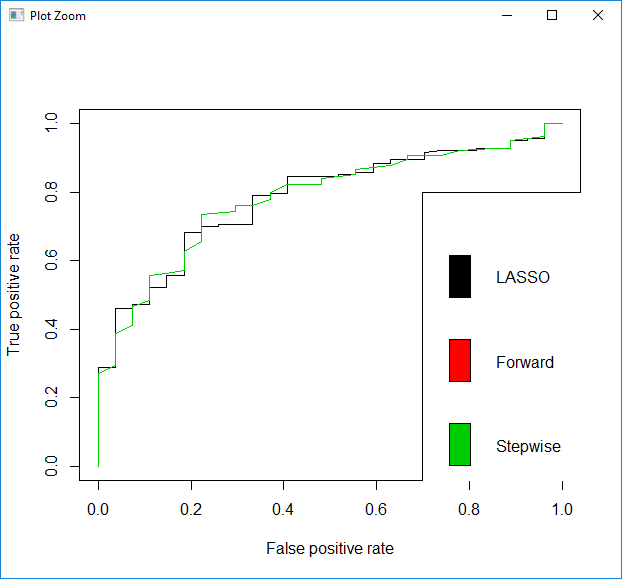 Plot Zoom
True positive rate
1.0
0.8
0.6
0.4
0.2
0.0
LASSO
Forward
Stepwise
0.0 0.2 0.4 0.6 0.8 1.0
False positive rate